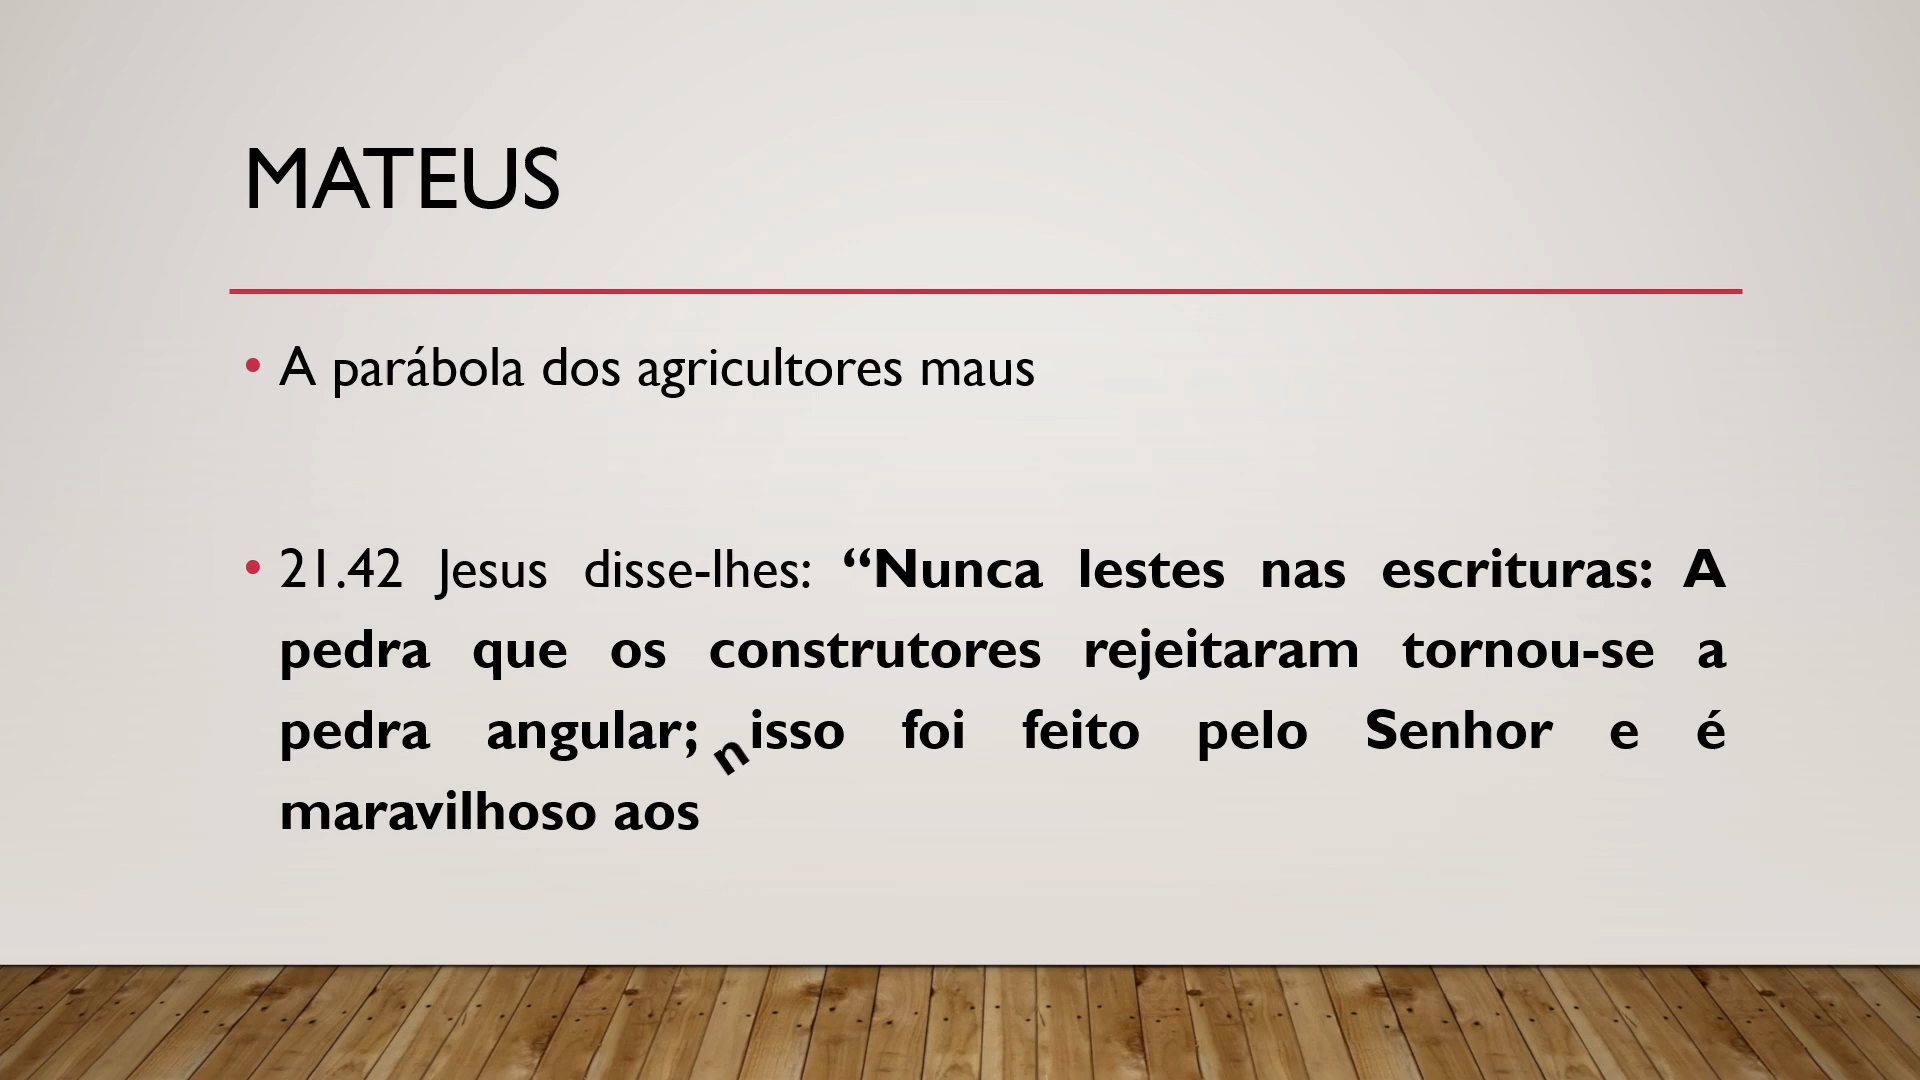 MATEUS
• A parábola dos agricultores maus
• 21.42 Jesus disse-lhes: “Nunca lestes nas escrituras: A
pedra que os construtores rejeitaram tornou-se a
pedra angular; isso foi feito pelo Senhor e é
maravilhoso aos n